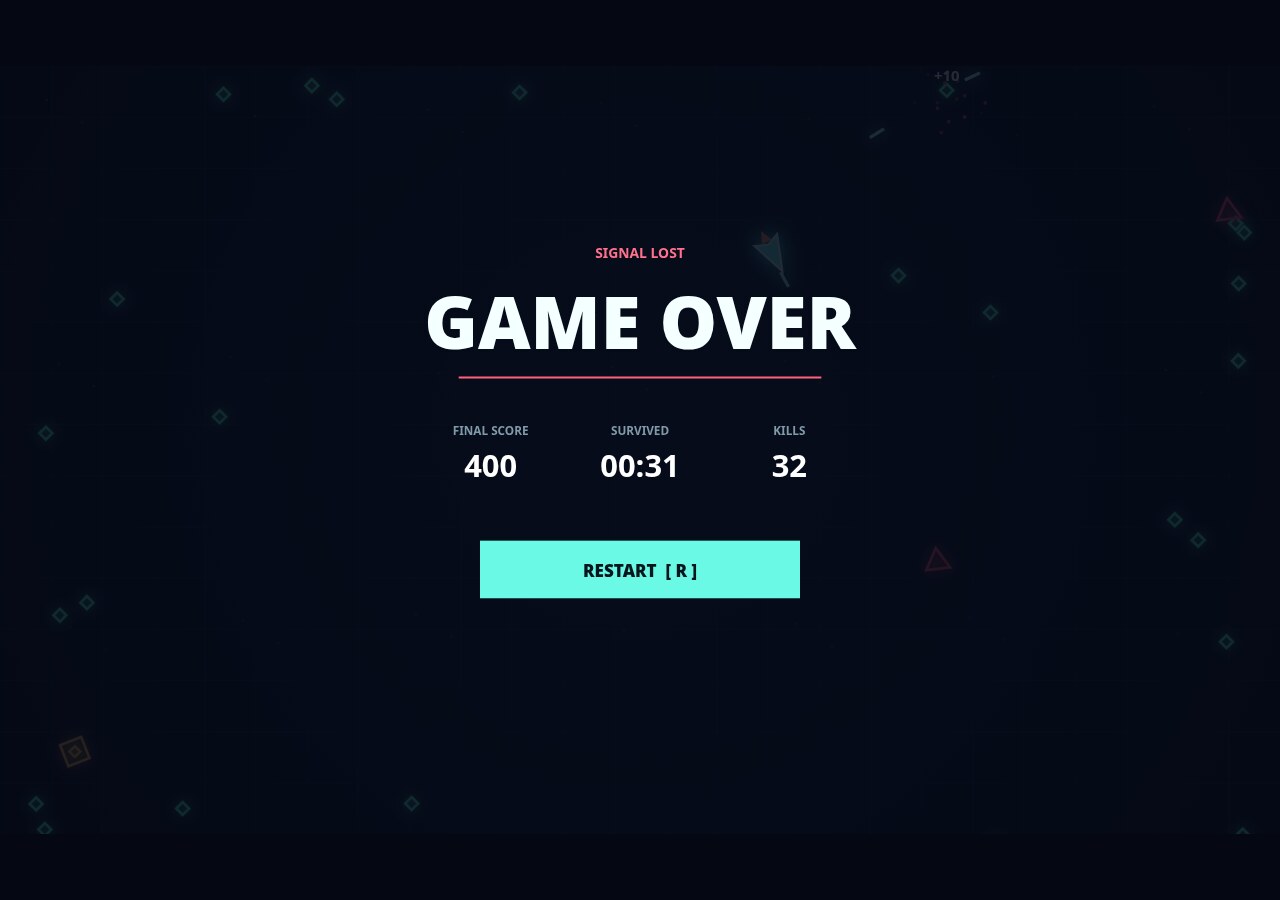 +10
SIGNAL LOST
GAME OVER
FINAL SCORE SURVIVED KILLS
400 00:31 32
RESTART [ R ]